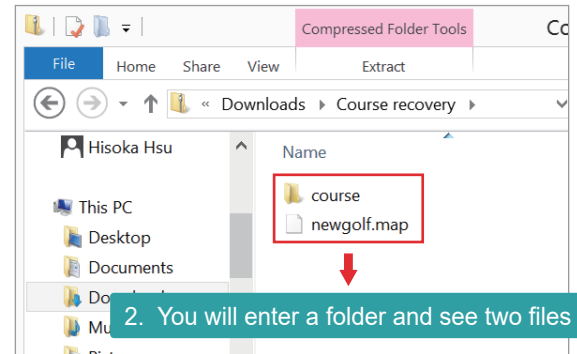 Compressed Folder Tools
Co
File Home Share View Extract
« Downloads Course recovery
Hisoka Hsu
Name
This PC
course
newgolf.map
Desktop
Documents
2. You will enter a folder and see two files